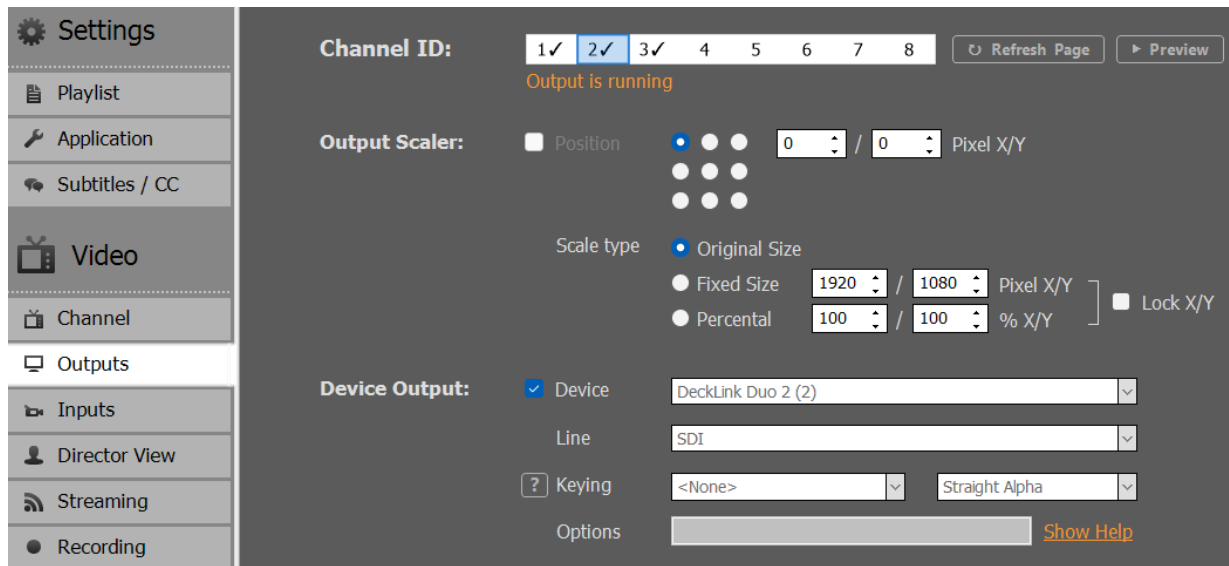 Settings
Playlist
Application
Subtitles / CC
Video
Channel
Outputs
Inputs
Director View
Streaming
Recording
Channel ID: 1✓ 2✓ 3✓ 4 5 6 7 8 Refresh Page Preview
Output is running
Output Scaler: Position 0 / 0 Pixel X/Y
Scale type Original Size
Fixed Size 1920 / 1080 Pixel X/Y
Lock X/Y
Percental 100 / 100 % X/Y
Device Output: Device DeckLink Duo 2 (2)
Line SDI
? Keying <None> Straight Alpha
Options Show Help